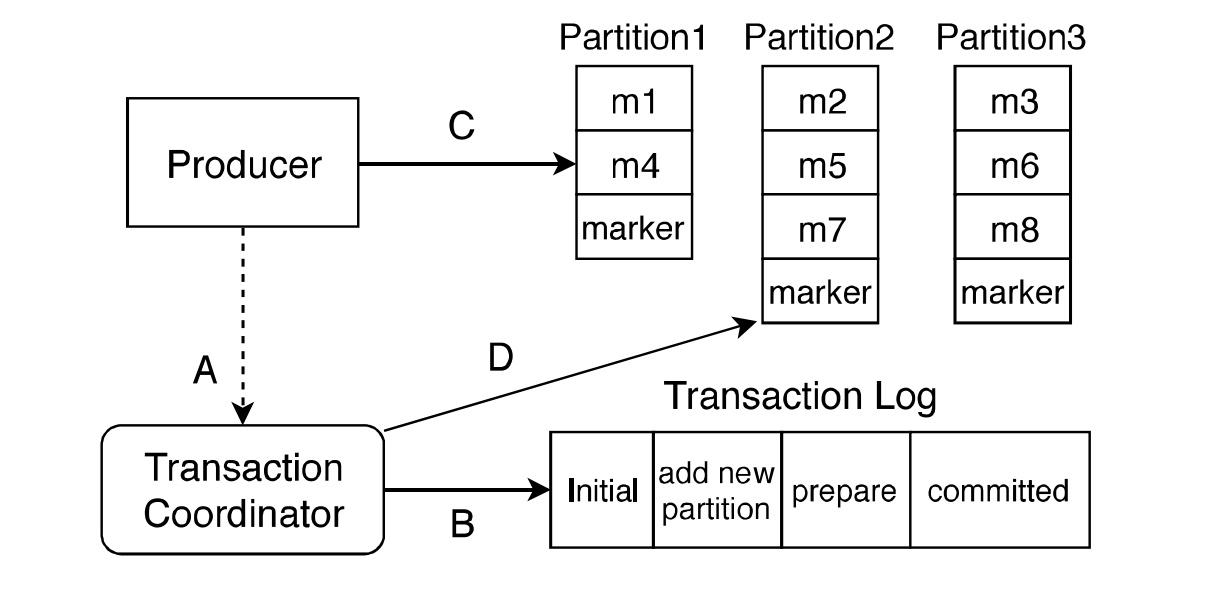 Partition1 Partition2 Partition3
m1 m2 m3
C
Producer
m4 m5 m6
marker m7 m8
marker marker
D
A
Transaction Log
Transaction
Coordinator
B
Initial
add new
partition
prepare
committed